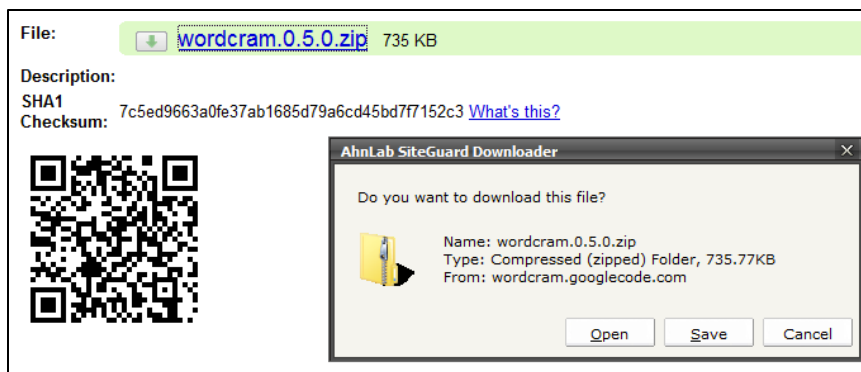 File: wordcram.0.5.0.zip 735 KB
Description:
SHA1
Checksum: 7c5ed9663a0fe37ab1685d79a6cd45bd7f7152c3 What's this?
AhnLab SiteGuard Downloader
Do you want to download this file?
Name: wordcram.0.5.0.zip
Type: Compressed (zipped) Folder, 735.77KB
From: wordcram.googlecode.com
Open Save Cancel